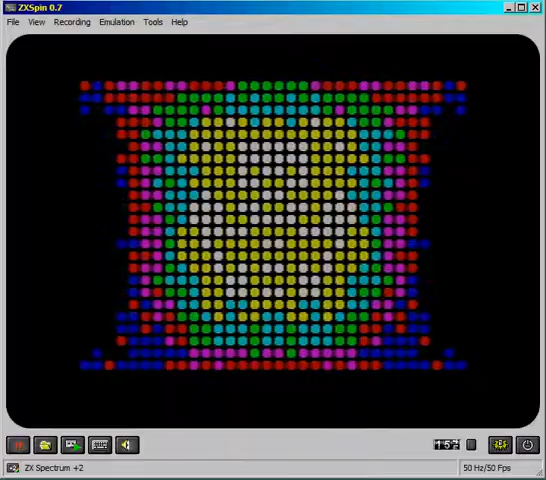 ZXSpin 0.7
File View Recording Emulation Tools Help
ZX Spectrum +2
50 Hz/50 Fps